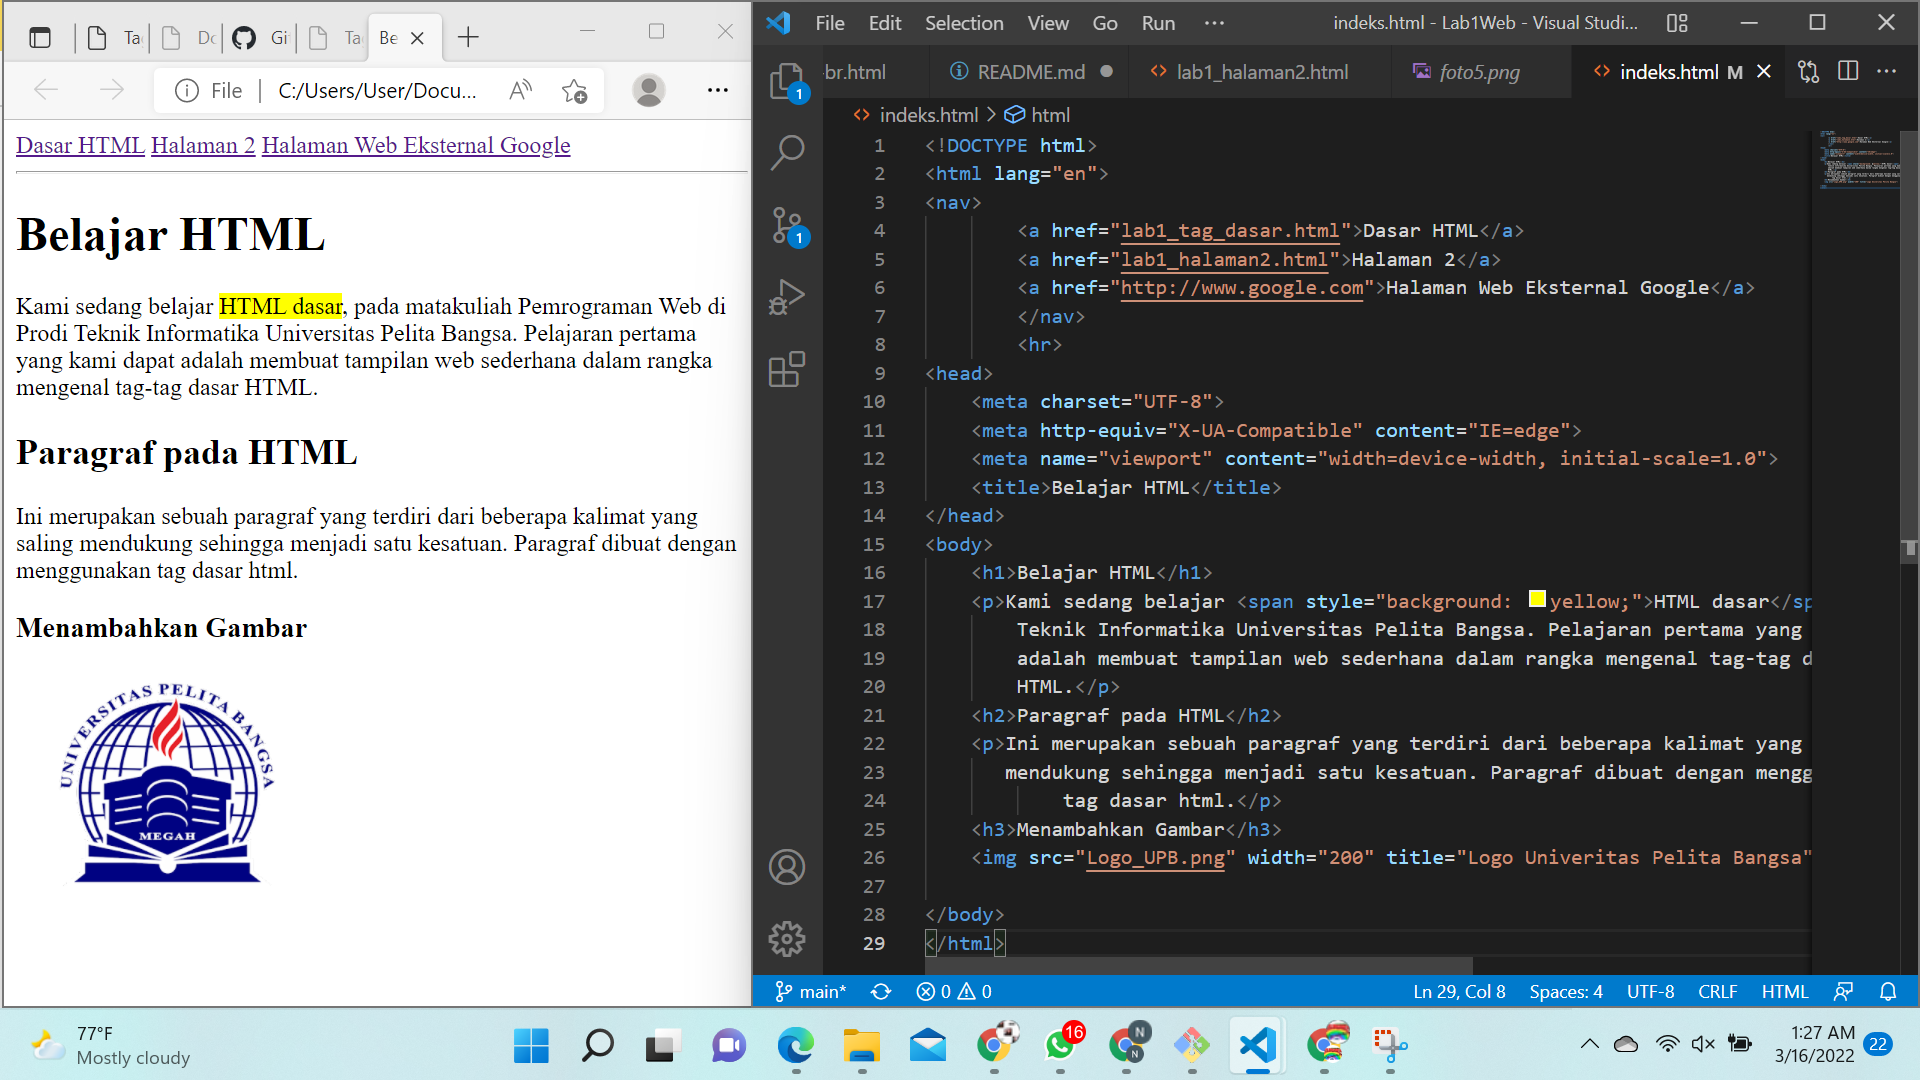 Ta
Do
Gi
Ta
Be
File
C:/Users/User/Docu...
Dasar HTML Halaman 2 Halaman Web Eksternal Google
Belajar HTML
Kami sedang belajar HTML dasar, pada matakuliah Pemrograman Web di
Prodi Teknik Informatika Universitas Pelita Bangsa. Pelajaran pertama
yang kami dapat adalah membuat tampilan web sederhana dalam rangka
mengenal tag-tag dasar HTML.
Paragraf pada HTML
Ini merupakan sebuah paragraf yang terdiri dari beberapa kalimat yang
saling mendukung sehingga menjadi satu kesatuan. Paragraf dibuat dengan
menggunakan tag dasar html.
Menambahkan Gambar
UNIVERSITAS PELITA BANGSA
MEGAH
File Edit Selection View Go Run ···
indeks.html - Lab1Web - Visual Studi...
-br.html
README.md
lab1_halaman2.html
foto5.png
indeks.html M
1
1
indeks.html > html
1 <!DOCTYPE html>
2 <html lang="en">
3 <nav>
4 <a href="lab1_tag_dasar.html">Dasar HTML</a>
5 <a href="lab1_halaman2.html">Halaman 2</a>
6 <a href="http://www.google.com">Halaman Web Eksternal Google</a>
7 </nav>
8 <hr>
9 <head>
10 <meta charset="UTF-8">
11 <meta http-equiv="X-UA-Compatible" content="IE=edge">
12 <meta name="viewport" content="width=device-width, initial-scale=1.0">
13 <title>Belajar HTML</title>
14 </head>
15 <body>
16 <h1>Belajar HTML</h1>
17 <p>Kami sedang belajar <span style="background: yellow;">HTML dasar</sp
18 Teknik Informatika Universitas Pelita Bangsa. Pelajaran pertama yang
19 adalah membuat tampilan web sederhana dalam rangka mengenal tag-tag d
20 HTML.</p>
21 <h2>Paragraf pada HTML</h2>
22 <p>Ini merupakan sebuah paragraf yang terdiri dari beberapa kalimat yang
23 mendukung sehingga menjadi satu kesatuan. Paragraf dibuat dengan mengg
24 tag dasar html.</p>
25 <h3>Menambahkan Gambar</h3>
26 <img src="Logo_UPB.png" width="200" title="Logo Univeritas Pelita Bangsa"
27
28 </body>
29 </html>
main* 0 0 Ln 29, Col 8 Spaces: 4 UTF-8 CRLF HTML
77°F
Mostly cloudy
16
N
N
1:27 AM
3/16/2022
22